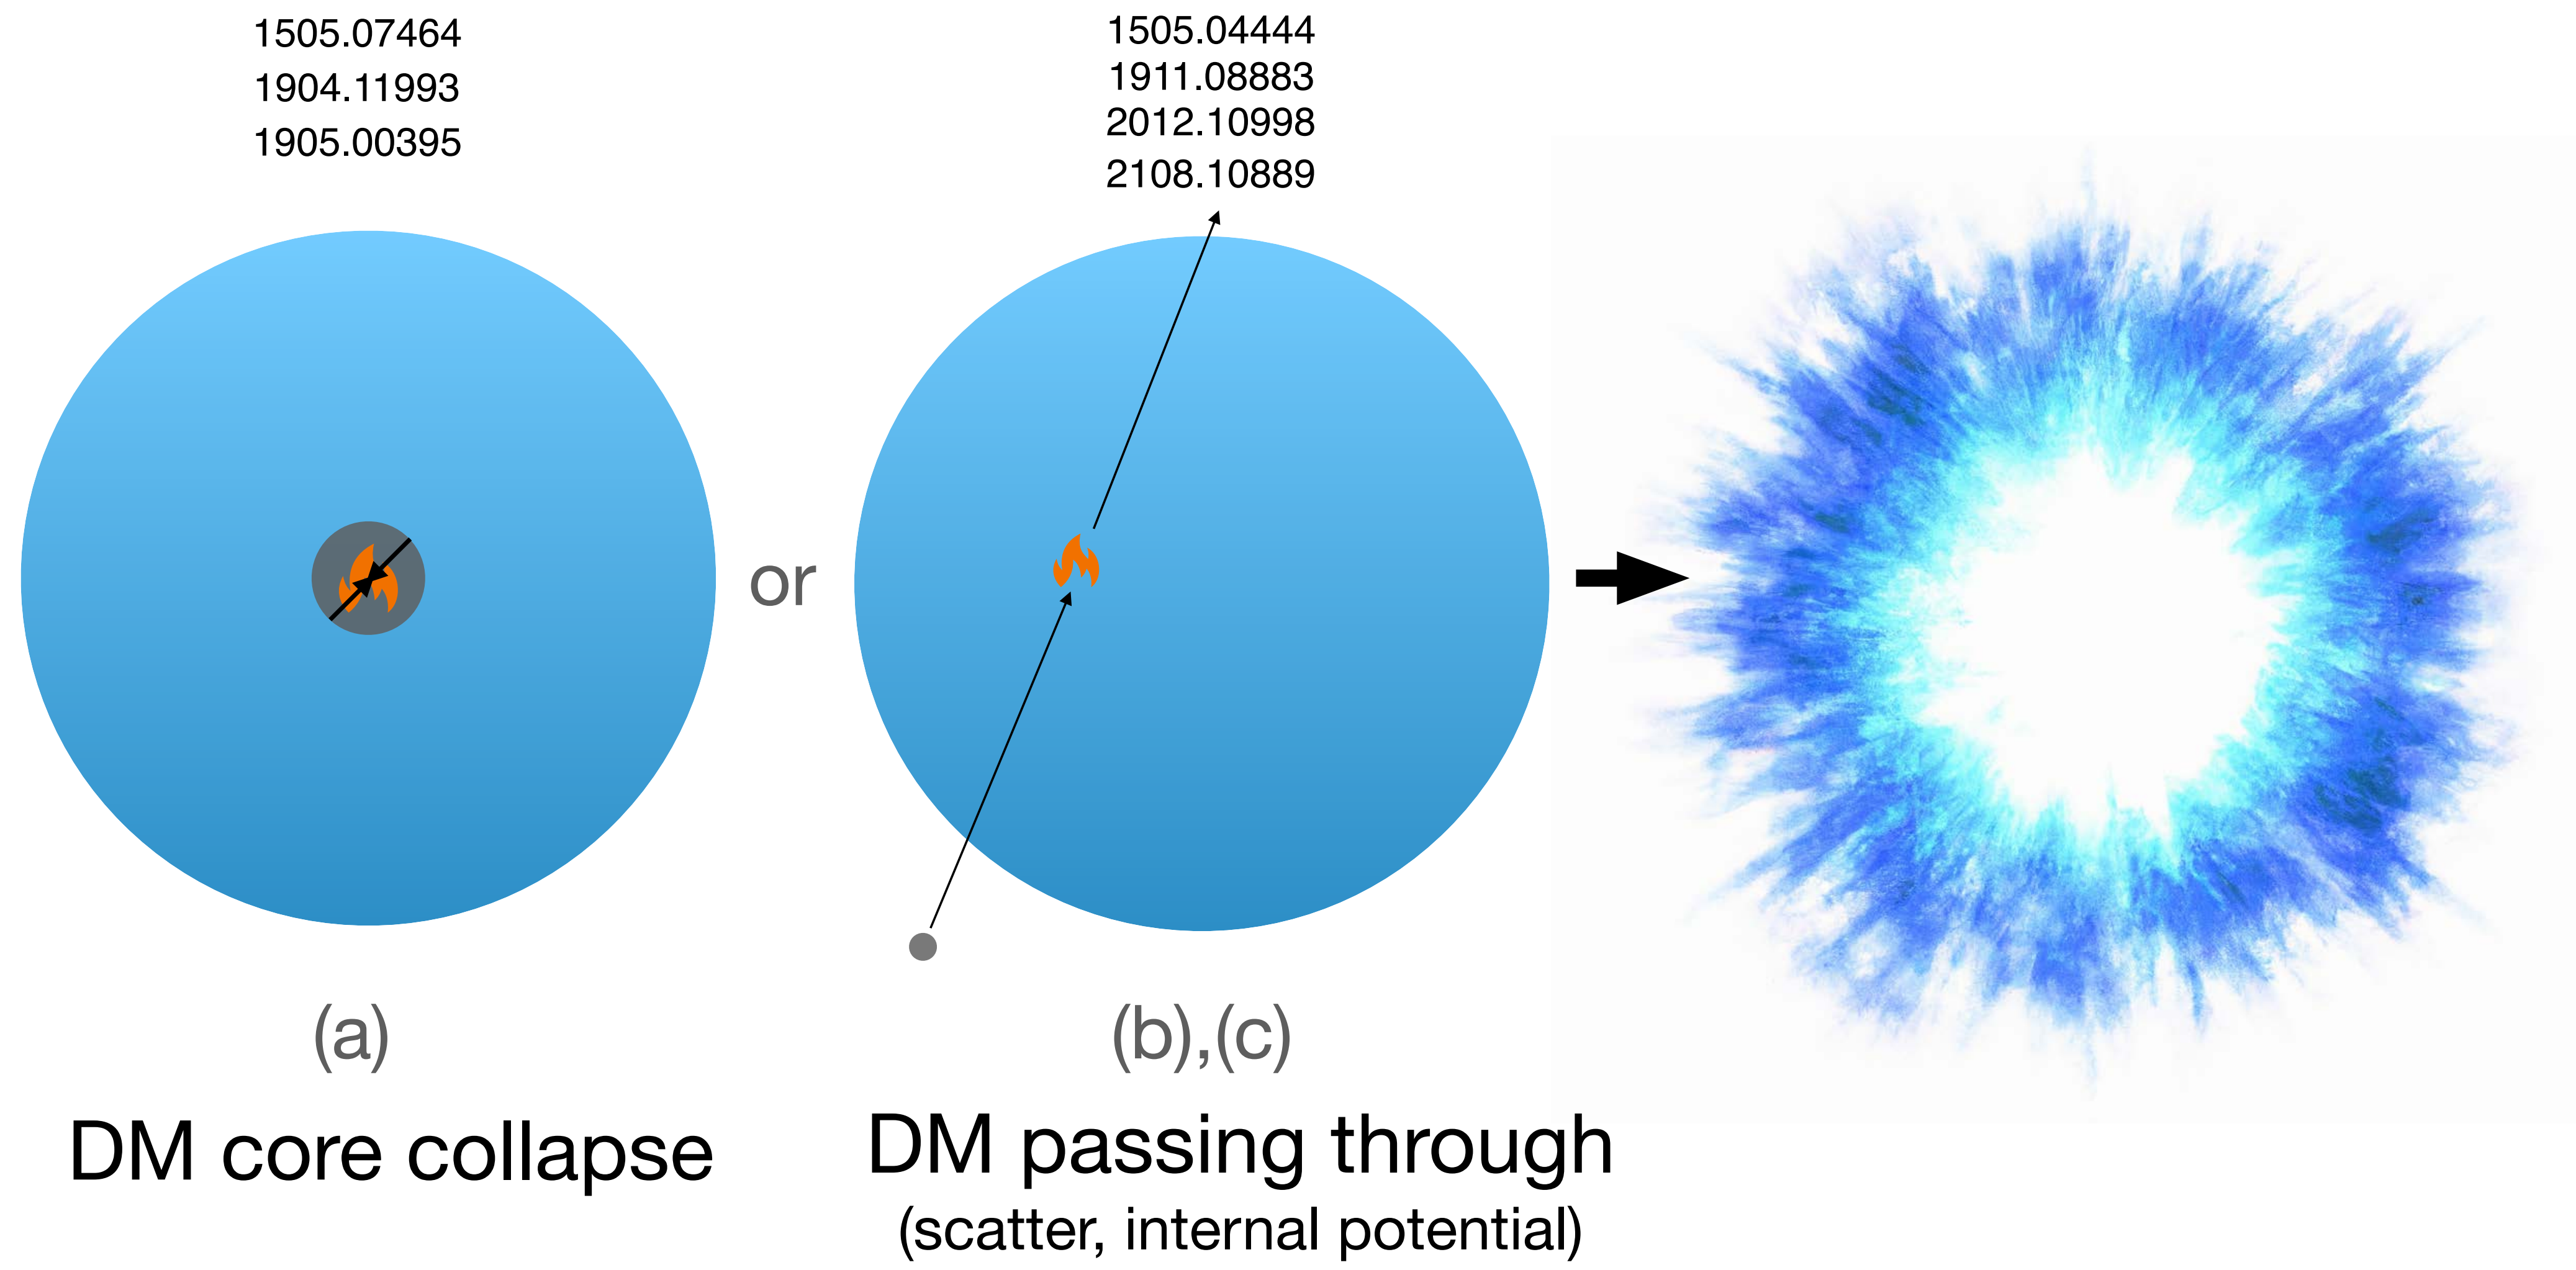 1505.07464
1904.11993
1905.00395
1505.04444
1911.08883
2012.10998
2108.10889
or
(a)
(b),(c)
DM core collapse
DM passing through
(scatter, internal potential)